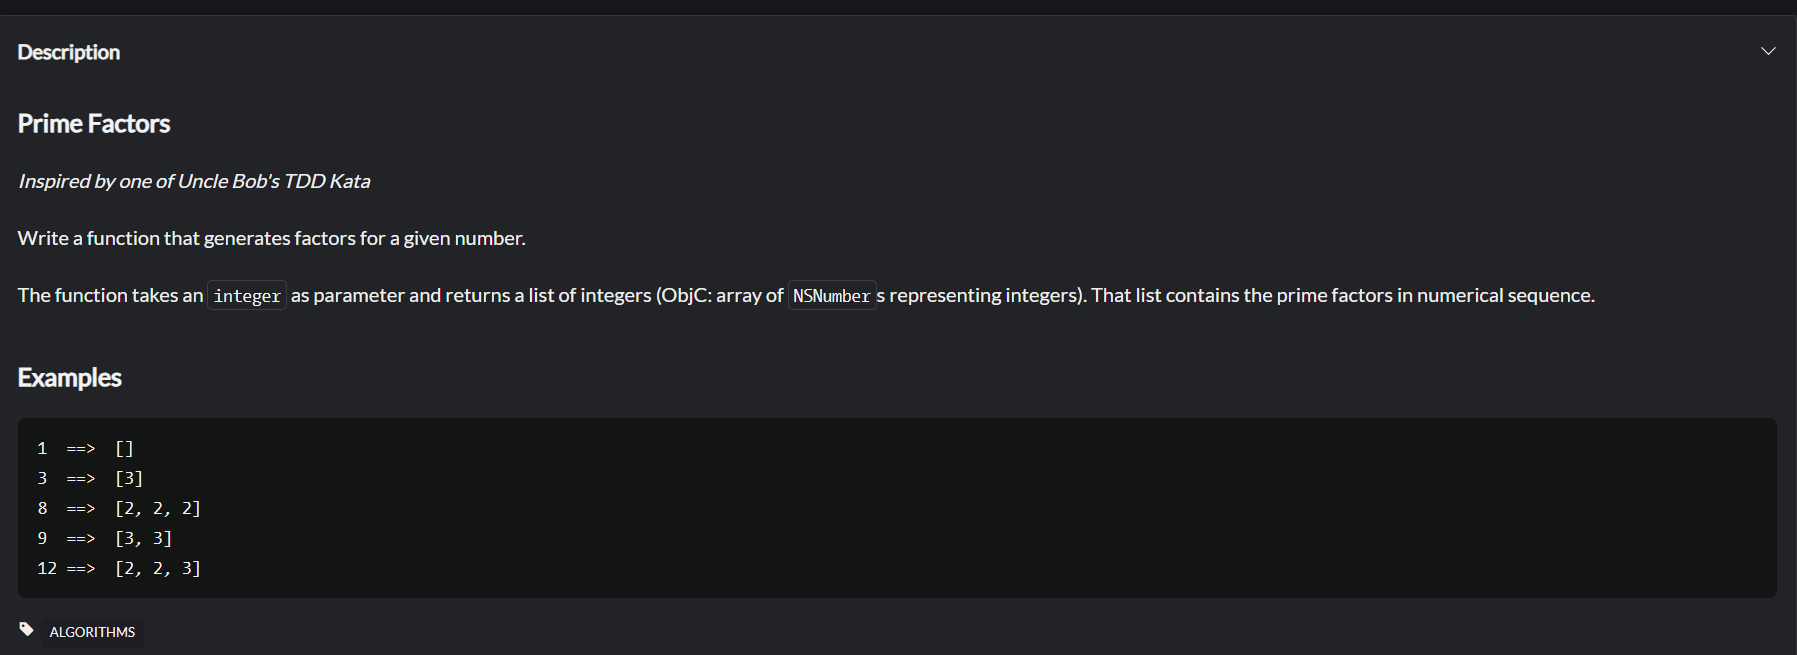 Description
Prime Factors
Inspired by one of Uncle Bob's TDD Kata
Write a function that generates factors for a given number.
The function takes an integer as parameter and returns a list of integers (ObjC: array of NSNumbers representing integers). That list contains the prime factors in numerical sequence.
Examples
1 ==> []
3 ==> [3]
8 ==> [2, 2, 2]
9 ==> [3, 3]
12 ==> [2, 2, 3]
ALGORITHMS